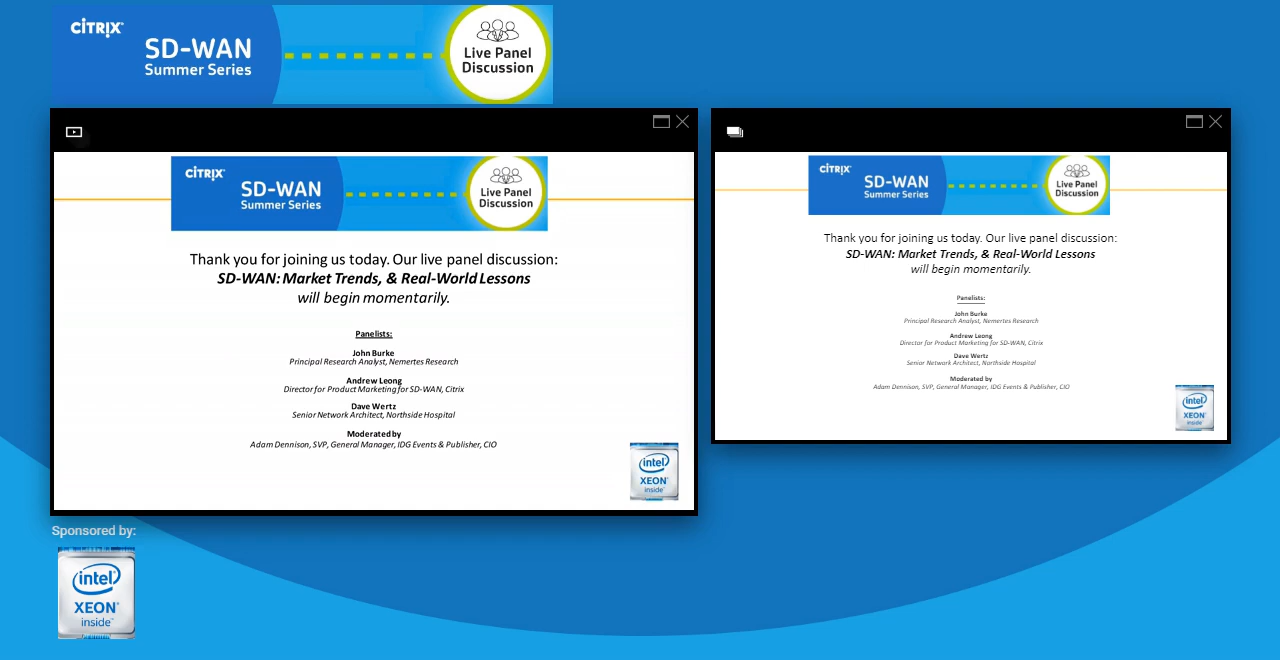 CİTRIX
SD-WAN
Summer Series
Live Panel
Discussion
CİTRIX
SD-WAN
Summer Series
Live Panel
Discussion
Thank you for joining us today. Our live panel discussion:
SD-WAN: Market Trends, & Real-World Lessons
will begin momentarily.
Panelists:
John Burke
Principal Research Analyst, Nemertes Research
Andrew Leong
Director for Product Marketing for SD-WAN, Citrix
Dave Wertz
Senior Network Architect, Northside Hospital
Moderated by
Adam Dennison, SVP, General Manager, IDG Events & Publisher, CIO
intel
XEON
inside
CİTRIX
SD-WAN
Summer Series
Live Panel
Discussion
Thank you for joining us today. Our live panel discussion:
SD-WAN: Market Trends, & Real-World Lessons
will begin momentarily.
Panelists:
John Burke
Principal Research Analyst, Nemertes Research
Andrew Leong
Director for Product Marketing for SD-WAN, Citrix
Dave Wertz
Senior Network Architect, Northside Hospital
Moderated by
Adam Dennison, SVP, General Manager, IDG Events & Publisher, CIO
intel
XEON
inside
Sponsored by:
intel
XEON
inside